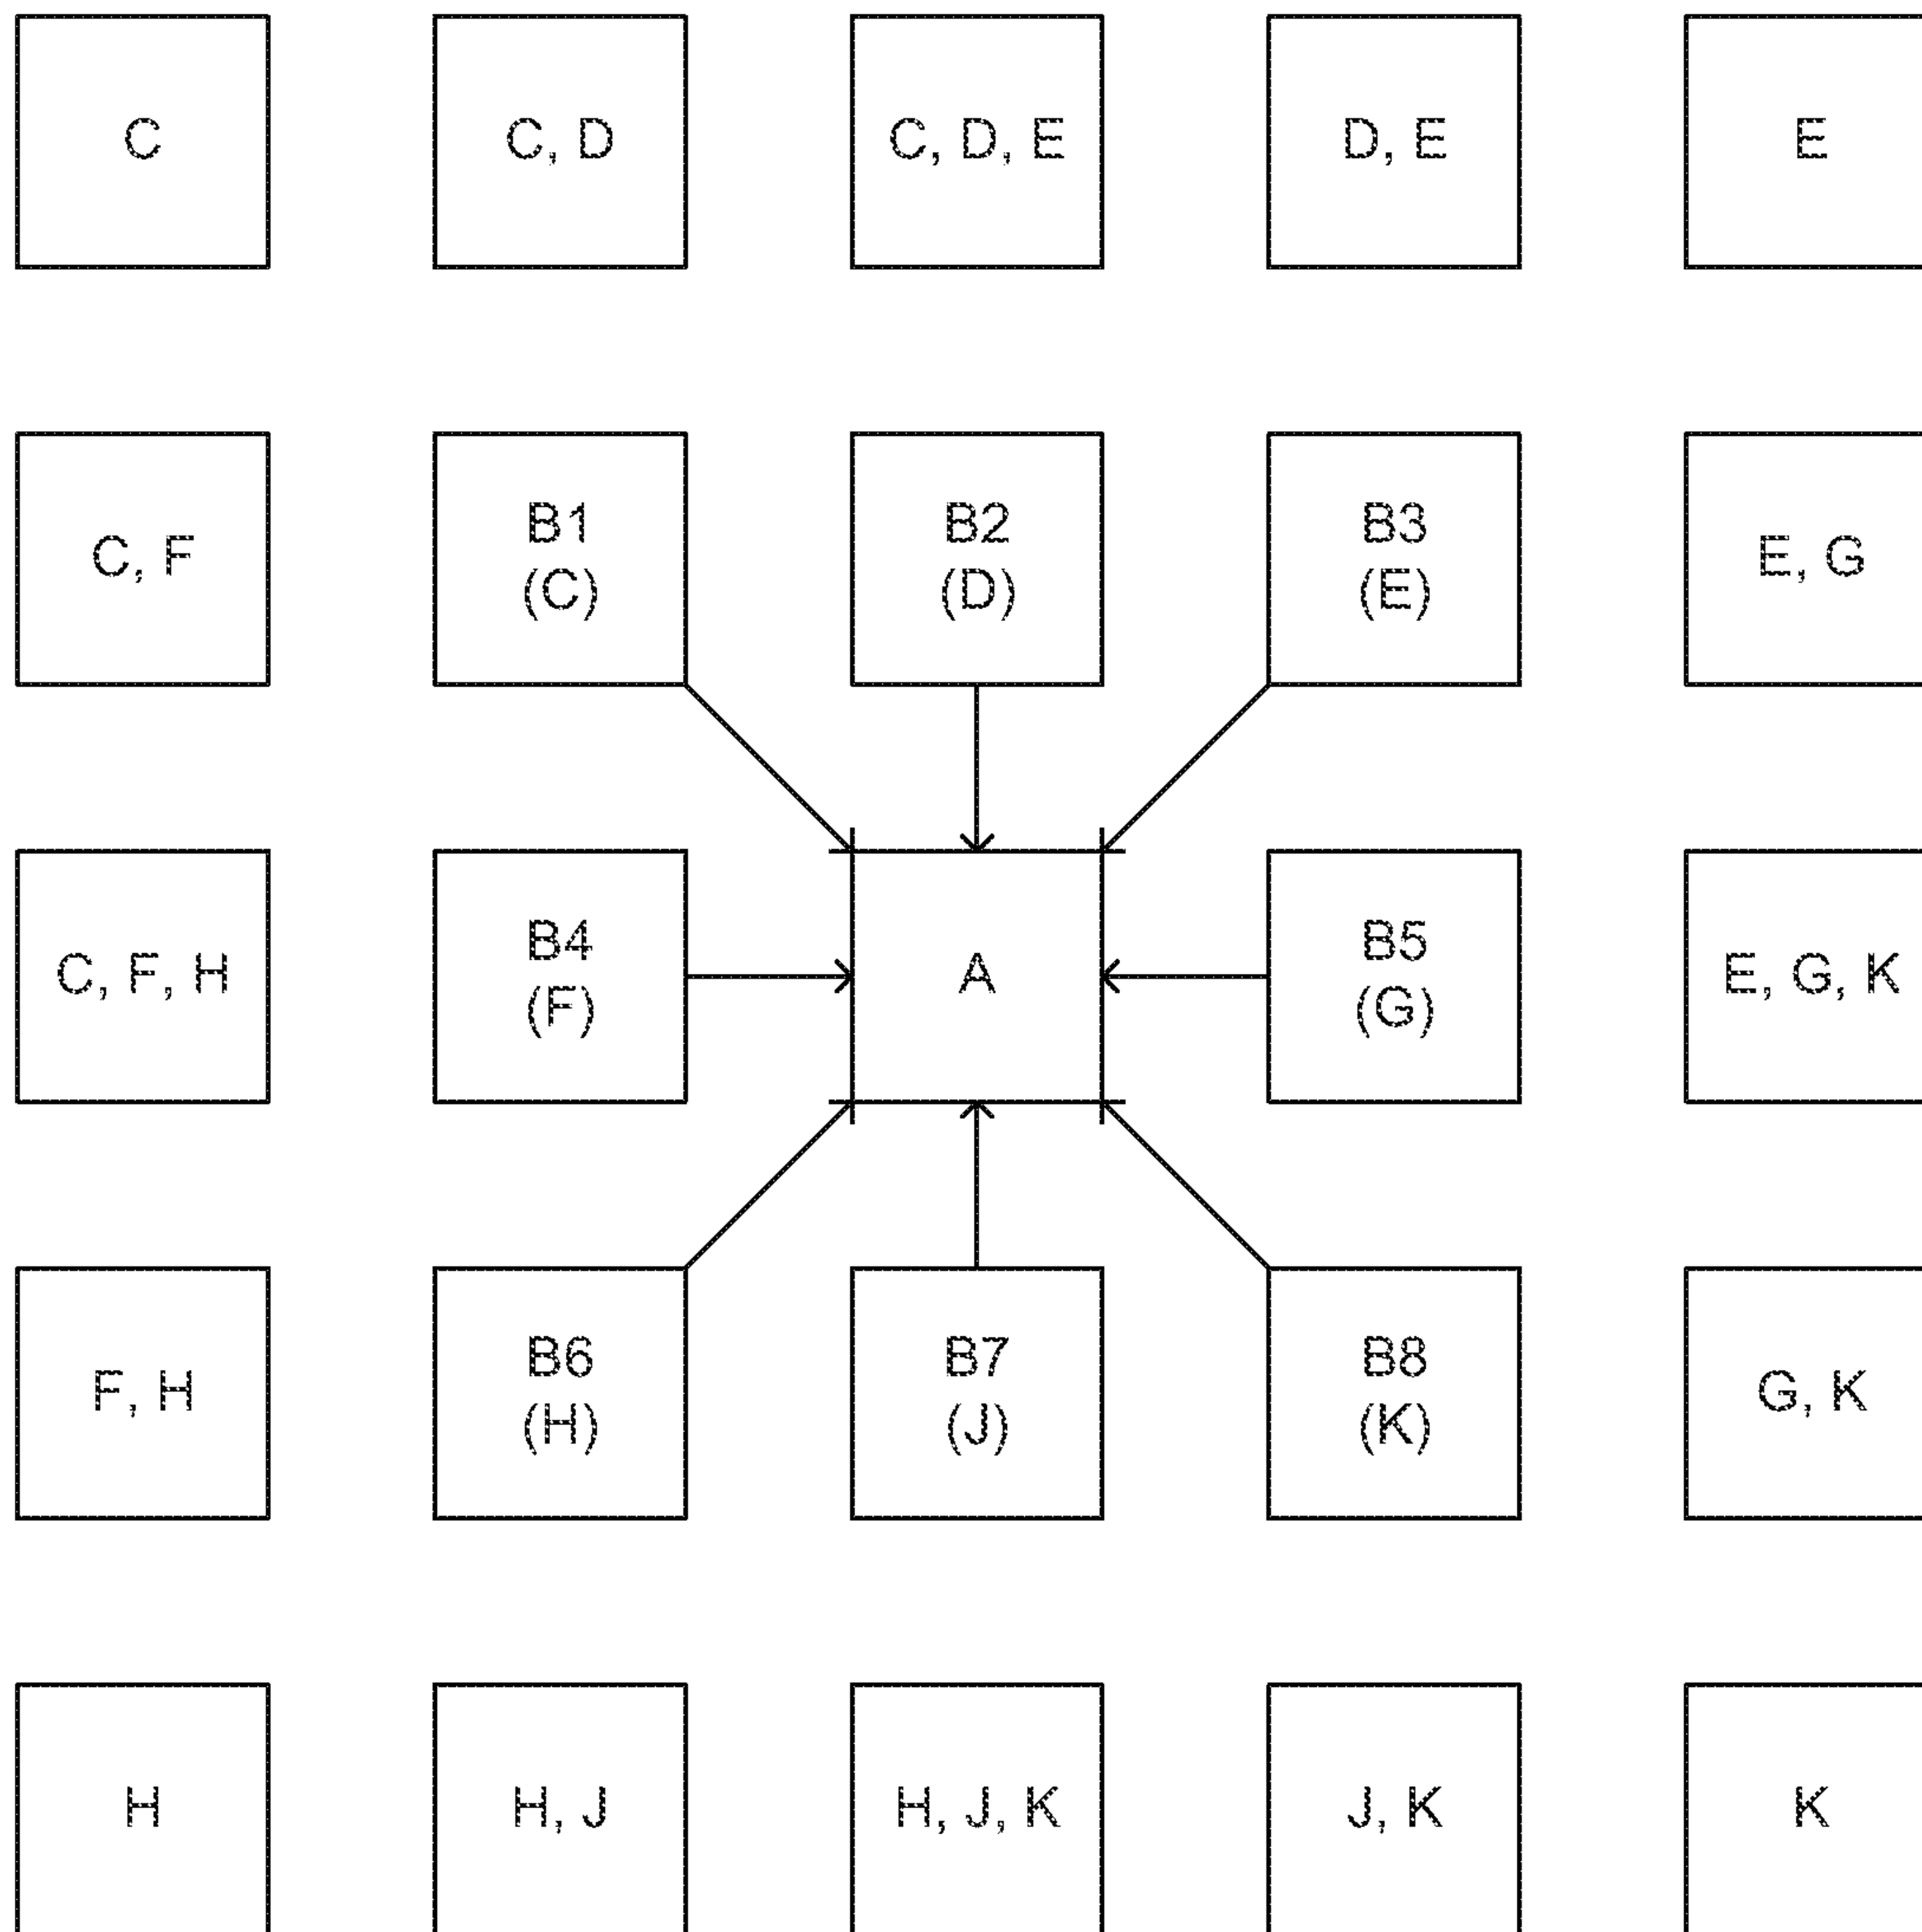 C
C, D
C, D, E
D, E
E
C, F
B1
(C)
B2
(D)
B3
(E)
E, G
C, F, H
B4
(F)
A
B5
(G)
E, G, K
F, H
B6
(H)
B7
(J)
B8
(K)
G, K
H
H, J
H, J, K
J, K
K